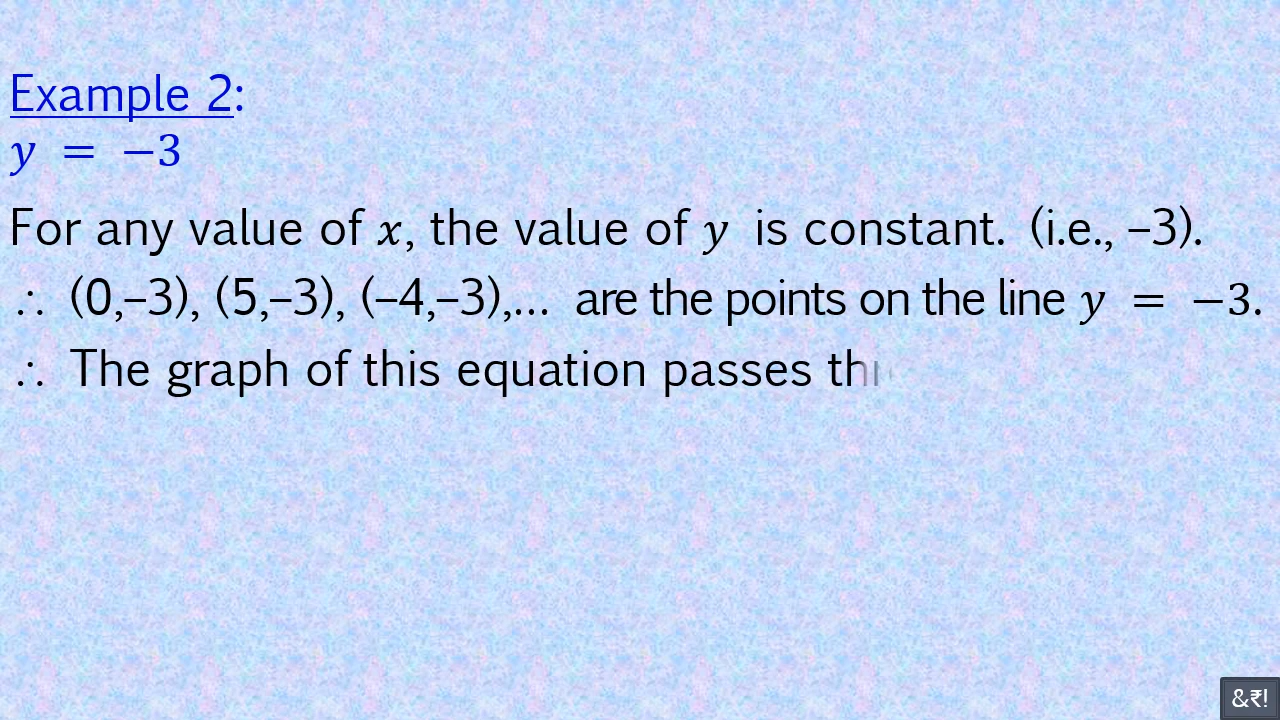 Example 2:
y = −3
For any value of x, the value of y is constant. (i.e., –3).
∴ (0,–3), (5,–3), (–4,–3),... are the points on the line y = −3.
∴ The graph of this equation passes
&₹!